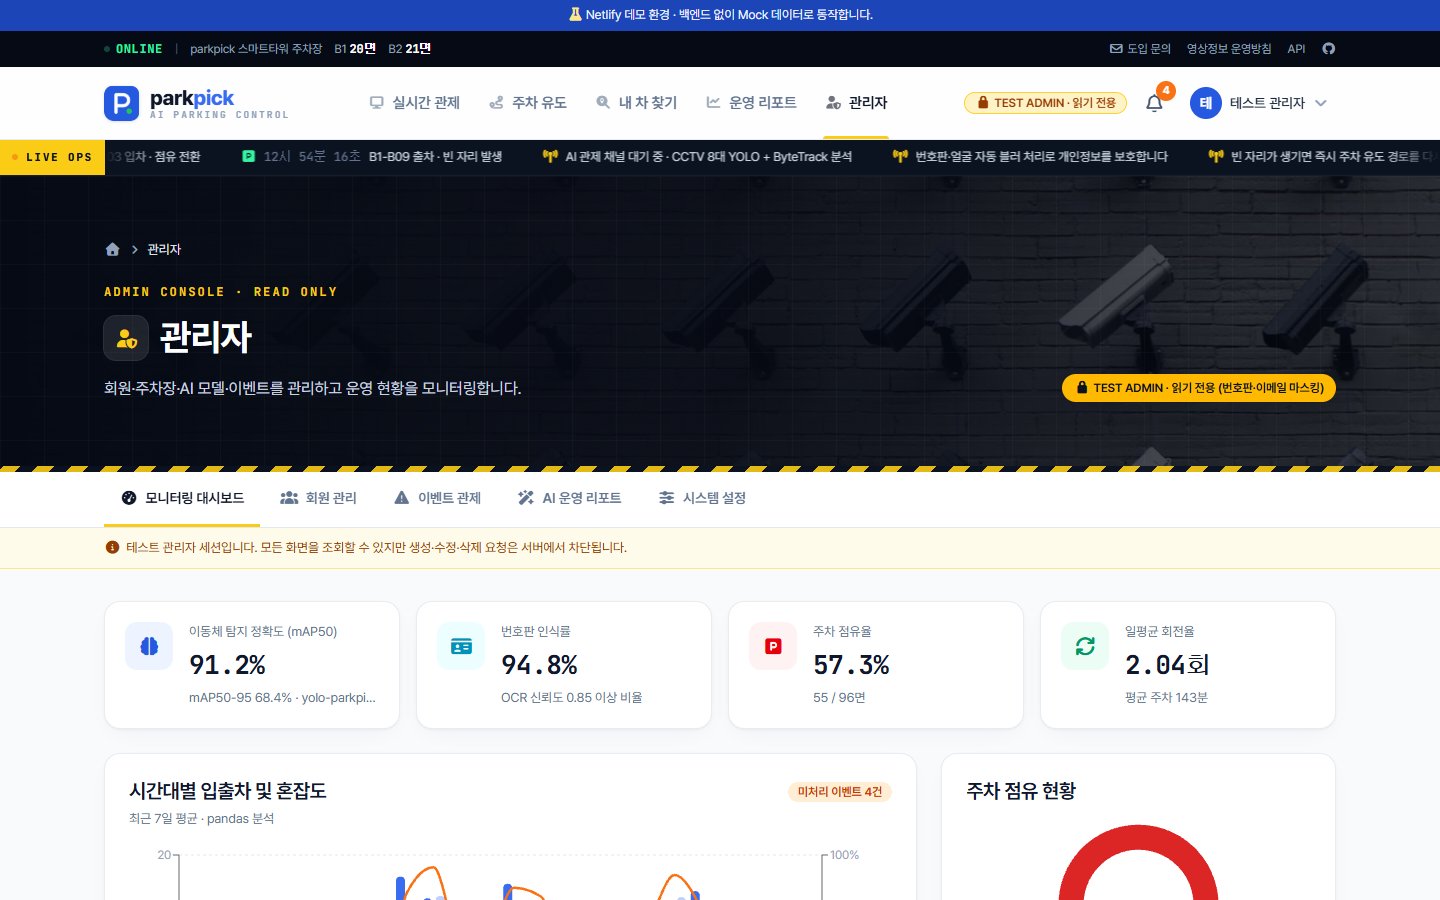 Netlify 데모 환경 · 백엔드 없이 Mock 데이터로 동작합니다.
ONLINE | parkpick 스마트타워 주차장 B1 20면 B2 21면
도입 문의 영상정보 운영방침 API
parkpick
AI PARKING CONTROL
실시간 관제 주차 유도 내 차 찾기 운영 리포트 관리자
TEST ADMIN · 읽기 전용
4
테 테스트 관리자
LIVE OPS
03 입차 · 점유 전환 12시 54분 16초 B1-B09 출차 · 빈 자리 발생 AI 관제 채널 대기 중 · CCTV 8대 YOLO + ByteTrack 분석 번호판·얼굴 자동 블러 처리로 개인정보를 보호합니다 빈 자리가 생기면 즉시 주차 유도 경로를
관리자
ADMIN CONSOLE · READ ONLY
관리자
회원·주차장·AI 모델·이벤트를 관리하고 운영 현황을 모니터링합니다.
TEST ADMIN · 읽기 전용 (번호판·이메일 마스킹)
모니터링 대시보드 회원 관리 이벤트 관제 AI 운영 리포트 시스템 설정
테스트 관리자 세션입니다. 모든 화면을 조회할 수 있지만 생성·수정·삭제 요청은 서버에서 차단됩니다.
이동체 탐지 정확도 (mAP50)
91.2%
mAP50-95 68.4% · yolo-parkpi...
번호판 인식률
94.8%
OCR 신뢰도 0.85 이상 비율
주차 점유율
57.3%
55 / 96면
일평균 회전율
2.04회
평균 주차 143분
시간대별 입출차 및 혼잡도
미처리 이벤트 4건
최근 7일 평균 · pandas 분석
20
100%
주차 점유 현황